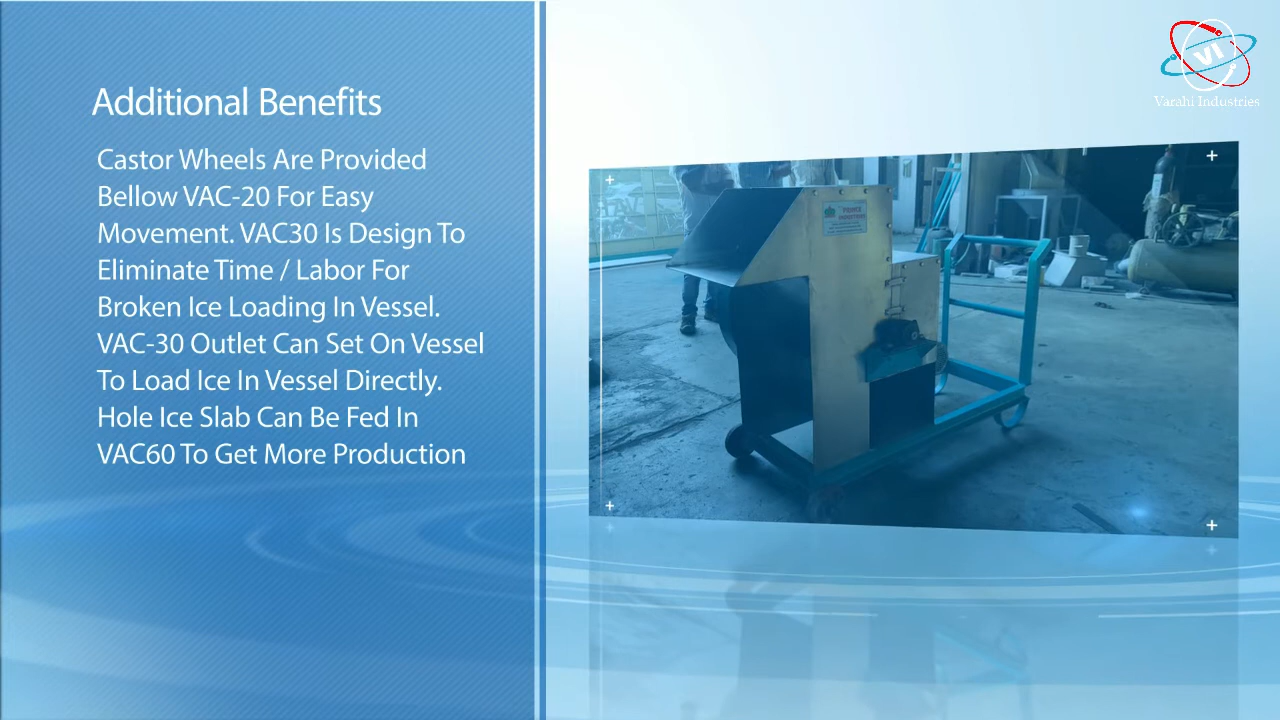 Additional Benefits
Castor Wheels Are Provided
Bellow VAC-20 For Easy
Movement. VAC30 Is Design To
Eliminate Time / Labor For
Broken Ice Loading In Vessel.
VAC-30 Outlet Can Set On Vessel
To Load Ice In Vessel Directly.
Hole Ice Slab Can Be Fed In
VAC60 To Get More Production
VI
Varahi Industries